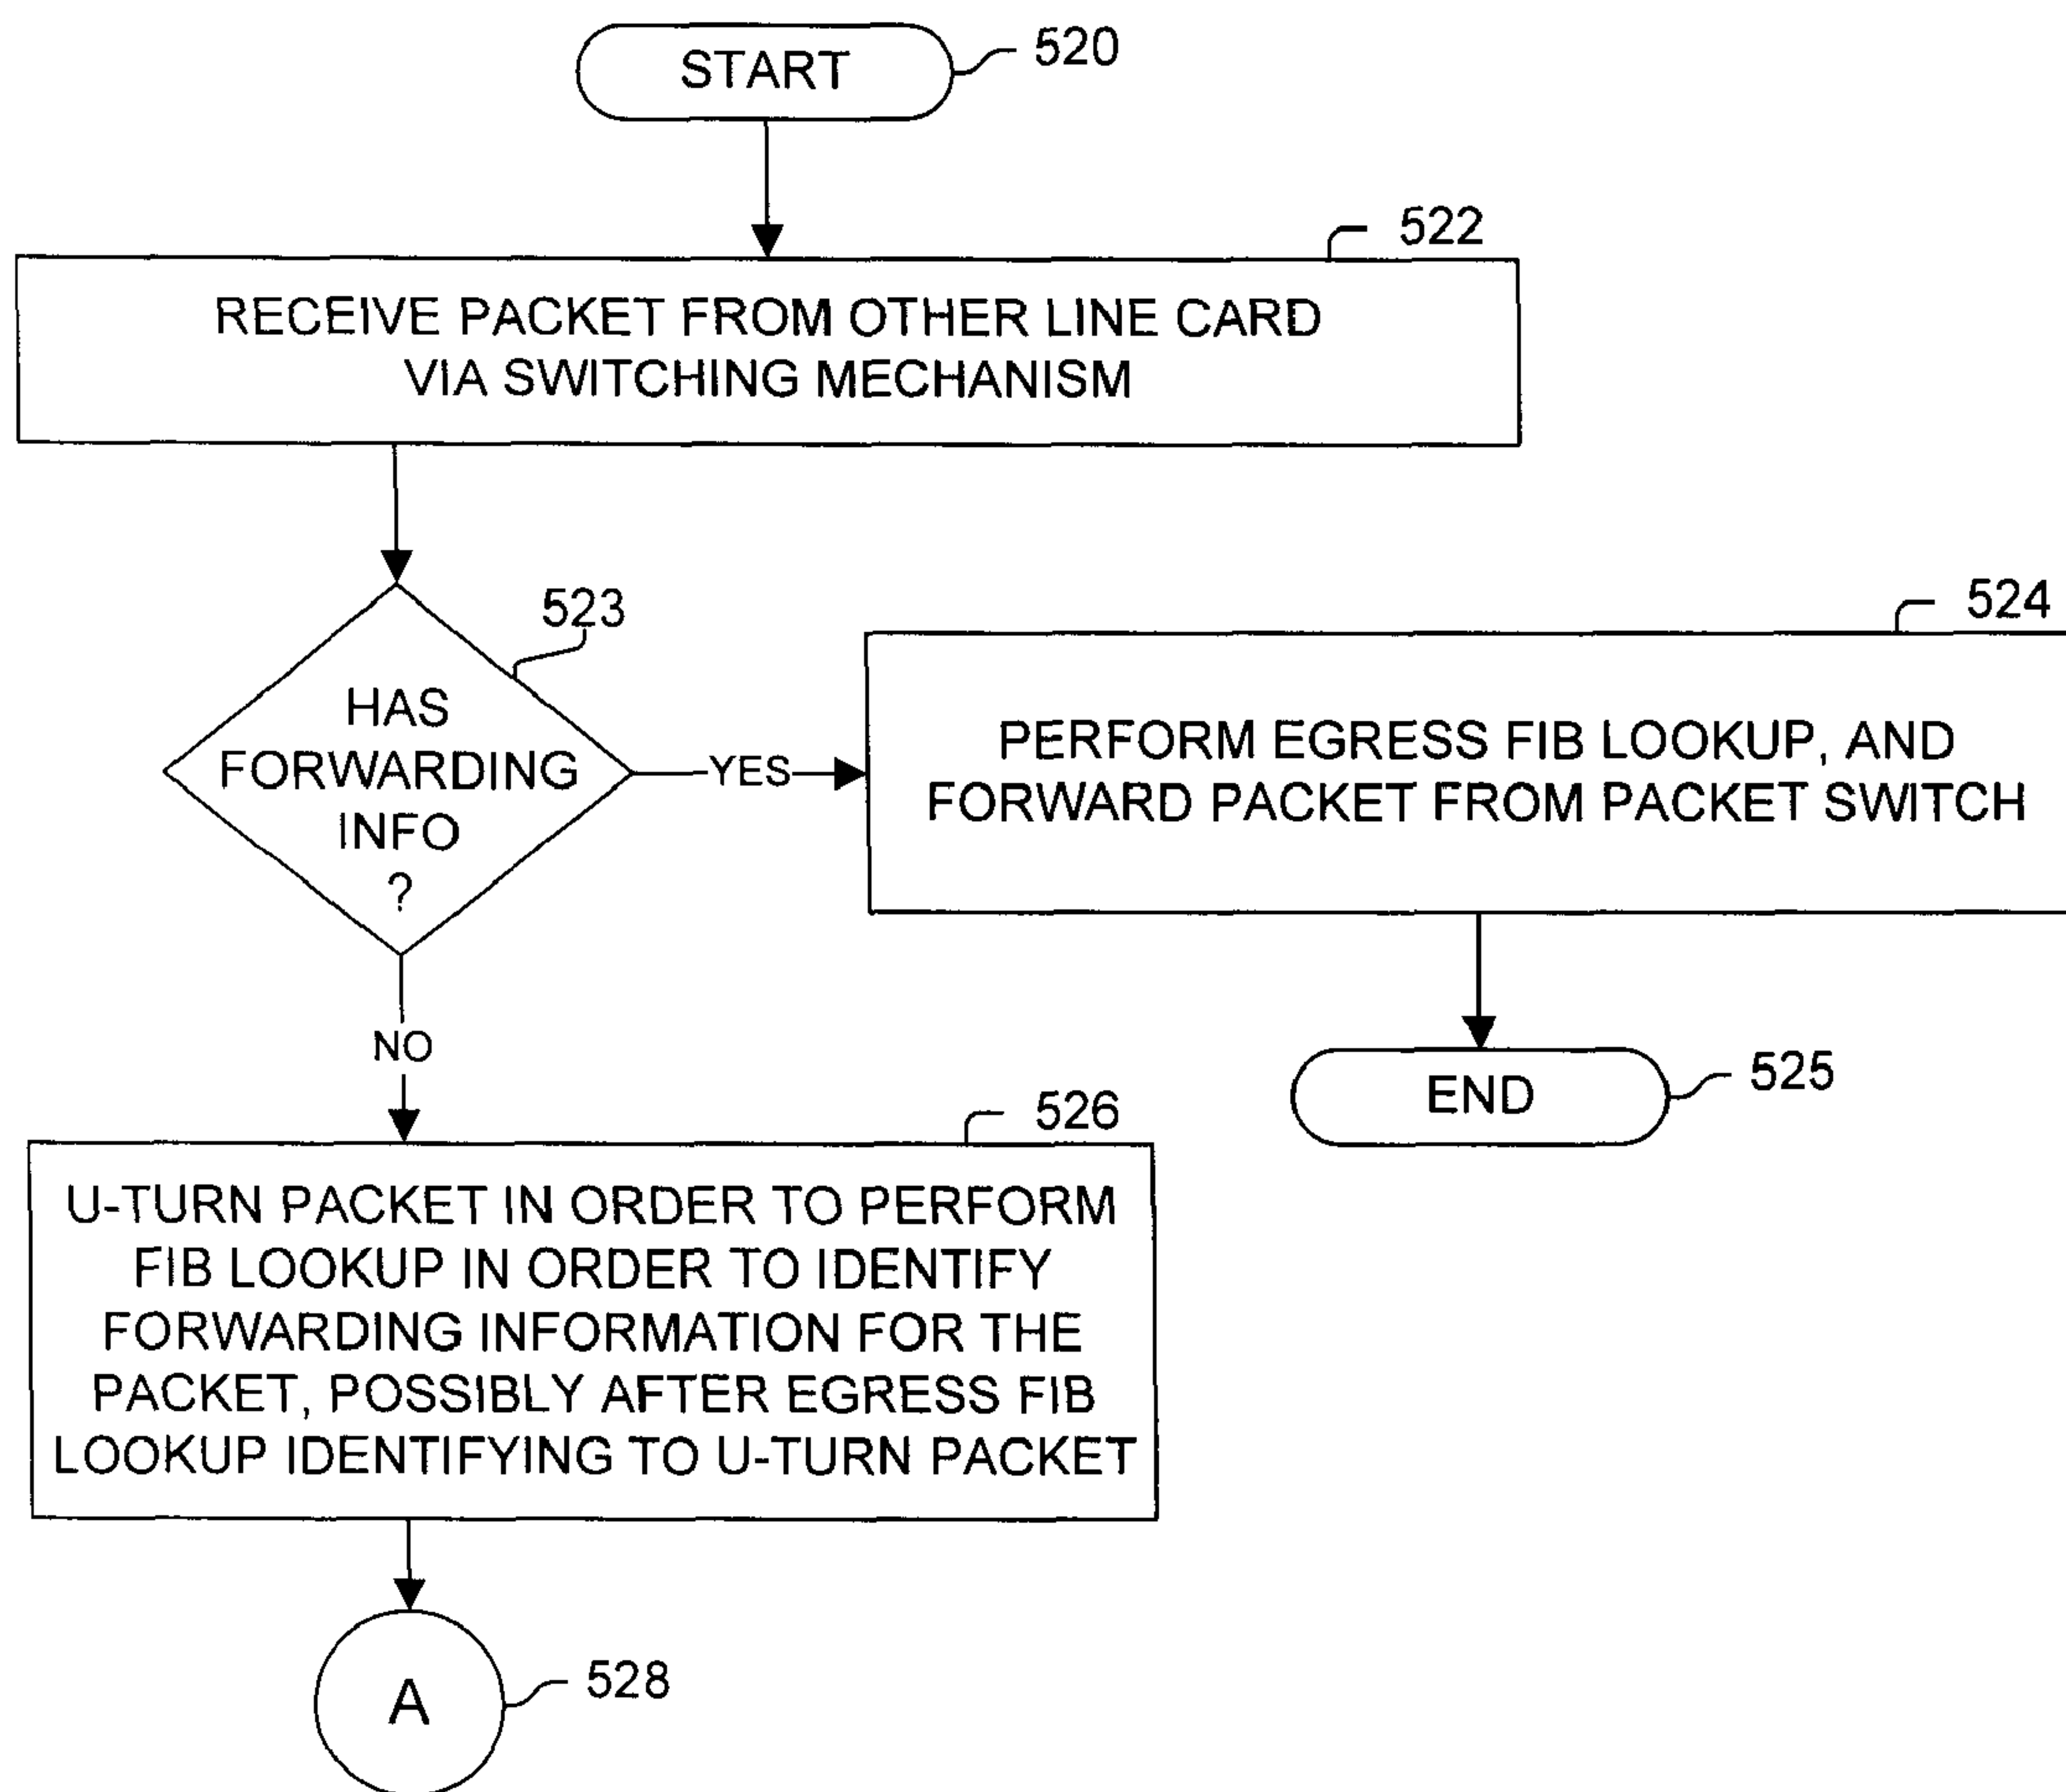 START
520
522
RECEIVE PACKET FROM OTHER LINE CARD
VIA SWITCHING MECHANISM
523
HAS
FORWARDING
INFO
?
YES
524
PERFORM EGRESS FIB LOOKUP, AND
FORWARD PACKET FROM PACKET SWITCH
END
525
NO
526
U-TURN PACKET IN ORDER TO PERFORM
FIB LOOKUP IN ORDER TO IDENTIFY
FORWARDING INFORMATION FOR THE
PACKET, POSSIBLY AFTER EGRESS FIB
LOOKUP IDENTIFYING TO U-TURN PACKET
A
528